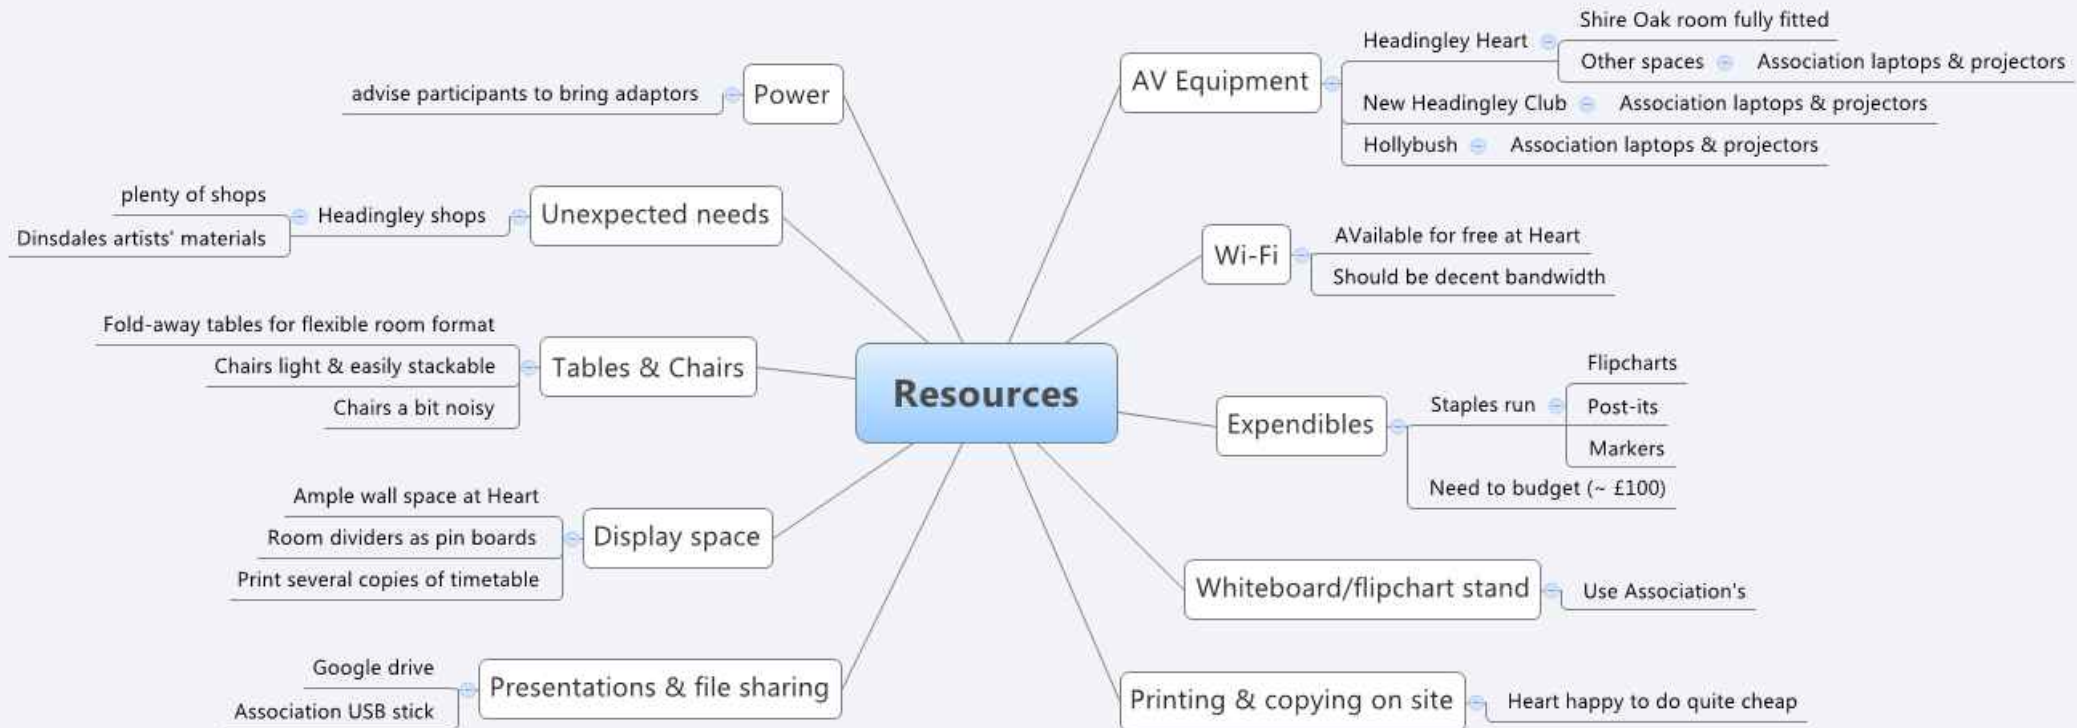 Resources
AV Equipment
Headingley Heart
Shire Oak room fully fitted
Other spaces
Association laptops & projectors
New Headingley Club
Association laptops & projectors
Hollybush
Association laptops & projectors
Wi-Fi
AVailable for free at Heart
Should be decent bandwidth
Expendibles
Staples run
Flipcharts
Post-its
Markers
Need to budget (~ £100)
Whiteboard/flipchart stand
Use Association's
Printing & copying on site
Heart happy to do quite cheap
Power
advise participants to bring adaptors
Unexpected needs
Headingley shops
plenty of shops
Dinsdales artists' materials
Tables & Chairs
Fold-away tables for flexible room format
Chairs light & easily stackable
Chairs a bit noisy
Display space
Ample wall space at Heart
Room dividers as pin boards
Print several copies of timetable
Presentations & file sharing
Google drive
Association USB stick